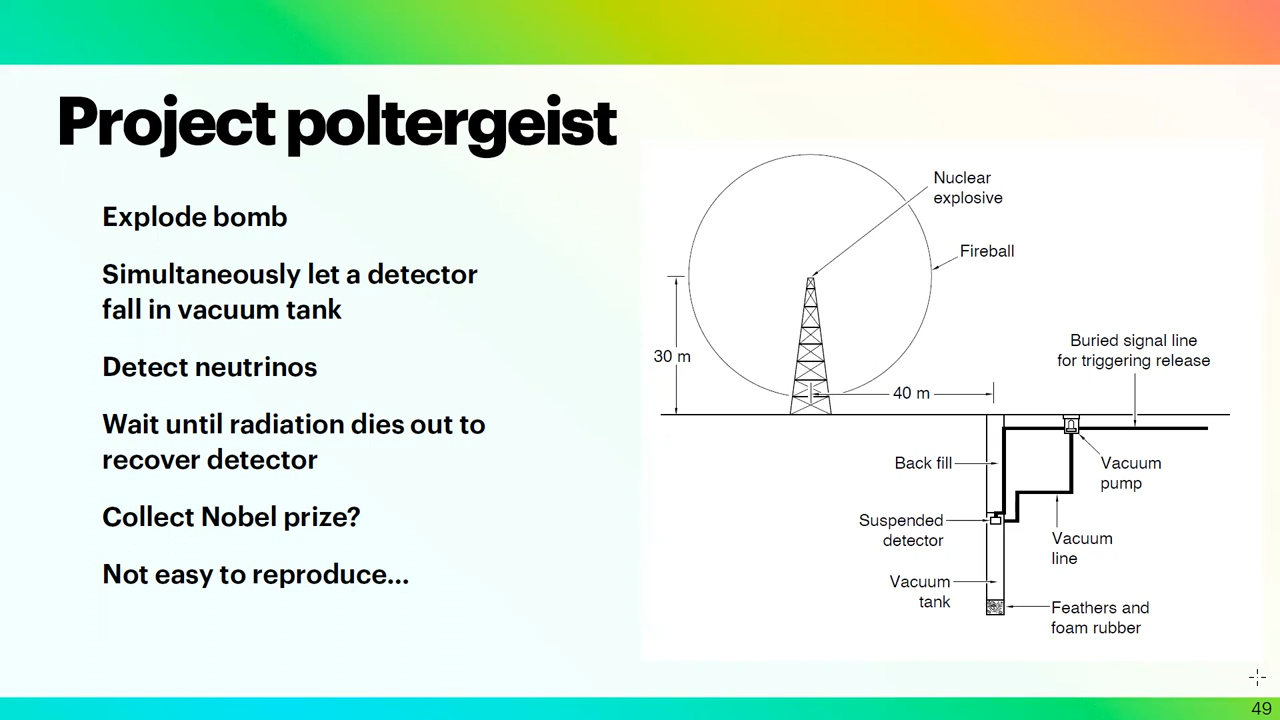 Project poltergeist
Explode bomb
Simultaneously let a detector
fall in vacuum tank
Detect neutrinos
Wait until radiation dies out to
recover detector
Collect Nobel prize?
Not easy to reproduce...
Nuclear
explosive
Fireball
30 m
40 m
Buried signal line
for triggering release
Back fill
Vacuum
pump
Suspended
detector
Vacuum
line
Vacuum
tank
Feathers and
foam rubber
49